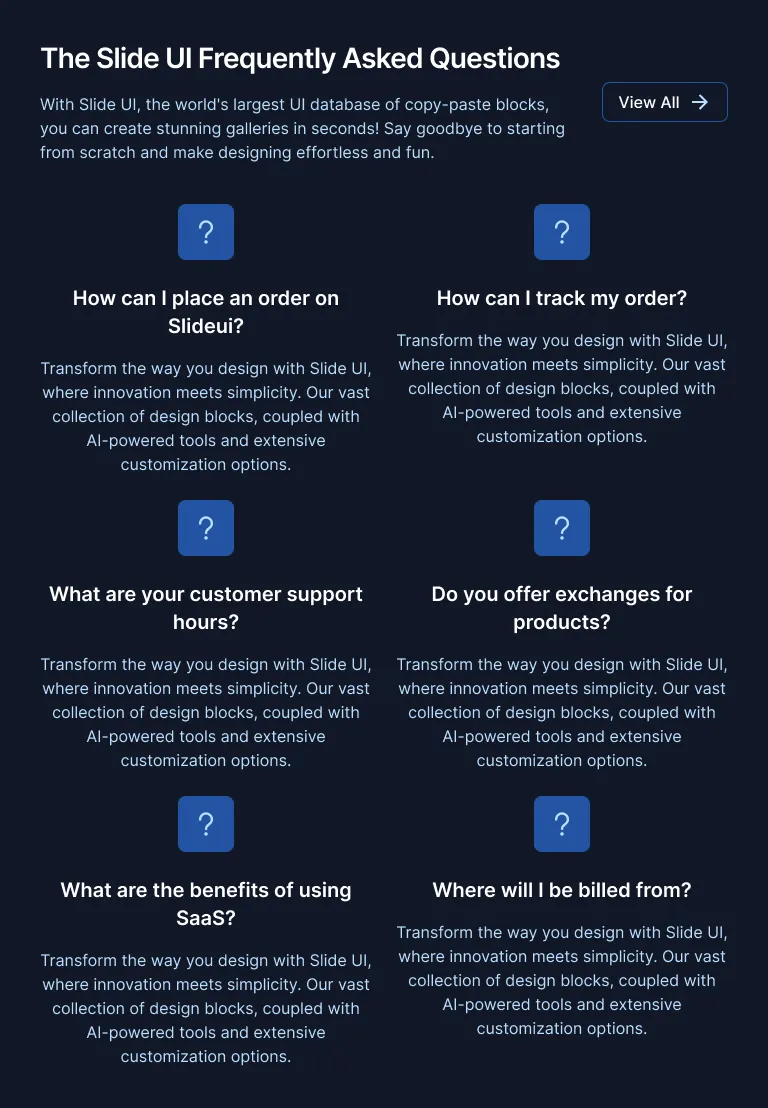 The Slide UI Frequently Asked Questions
With Slide UI, the world's largest UI database of copy-paste blocks,
you can create stunning galleries in seconds! Say goodbye to starting
from scratch and make designing effortless and fun.
View All
?
How can I place an order on
Slideui?
Transform the way you design with Slide UI,
where innovation meets simplicity. Our vast
collection of design blocks, coupled with
AI-powered tools and extensive
customization options.
?
How can I track my order?
Transform the way you design with Slide UI,
where innovation meets simplicity. Our vast
collection of design blocks, coupled with
AI-powered tools and extensive
customization options.
?
What are your customer support
hours?
Transform the way you design with Slide UI,
where innovation meets simplicity. Our vast
collection of design blocks, coupled with
AI-powered tools and extensive
customization options.
?
Do you offer exchanges for
products?
Transform the way you design with Slide UI,
where innovation meets simplicity. Our vast
collection of design blocks, coupled with
AI-powered tools and extensive
customization options.
?
What are the benefits of using
SaaS?
Transform the way you design with Slide UI,
where innovation meets simplicity. Our vast
collection of design blocks, coupled with
AI-powered tools and extensive
customization options.
?
Where will I be billed from?
Transform the way you design with Slide UI,
where innovation meets simplicity. Our vast
collection of design blocks, coupled with
AI-powered tools and extensive
customization options.